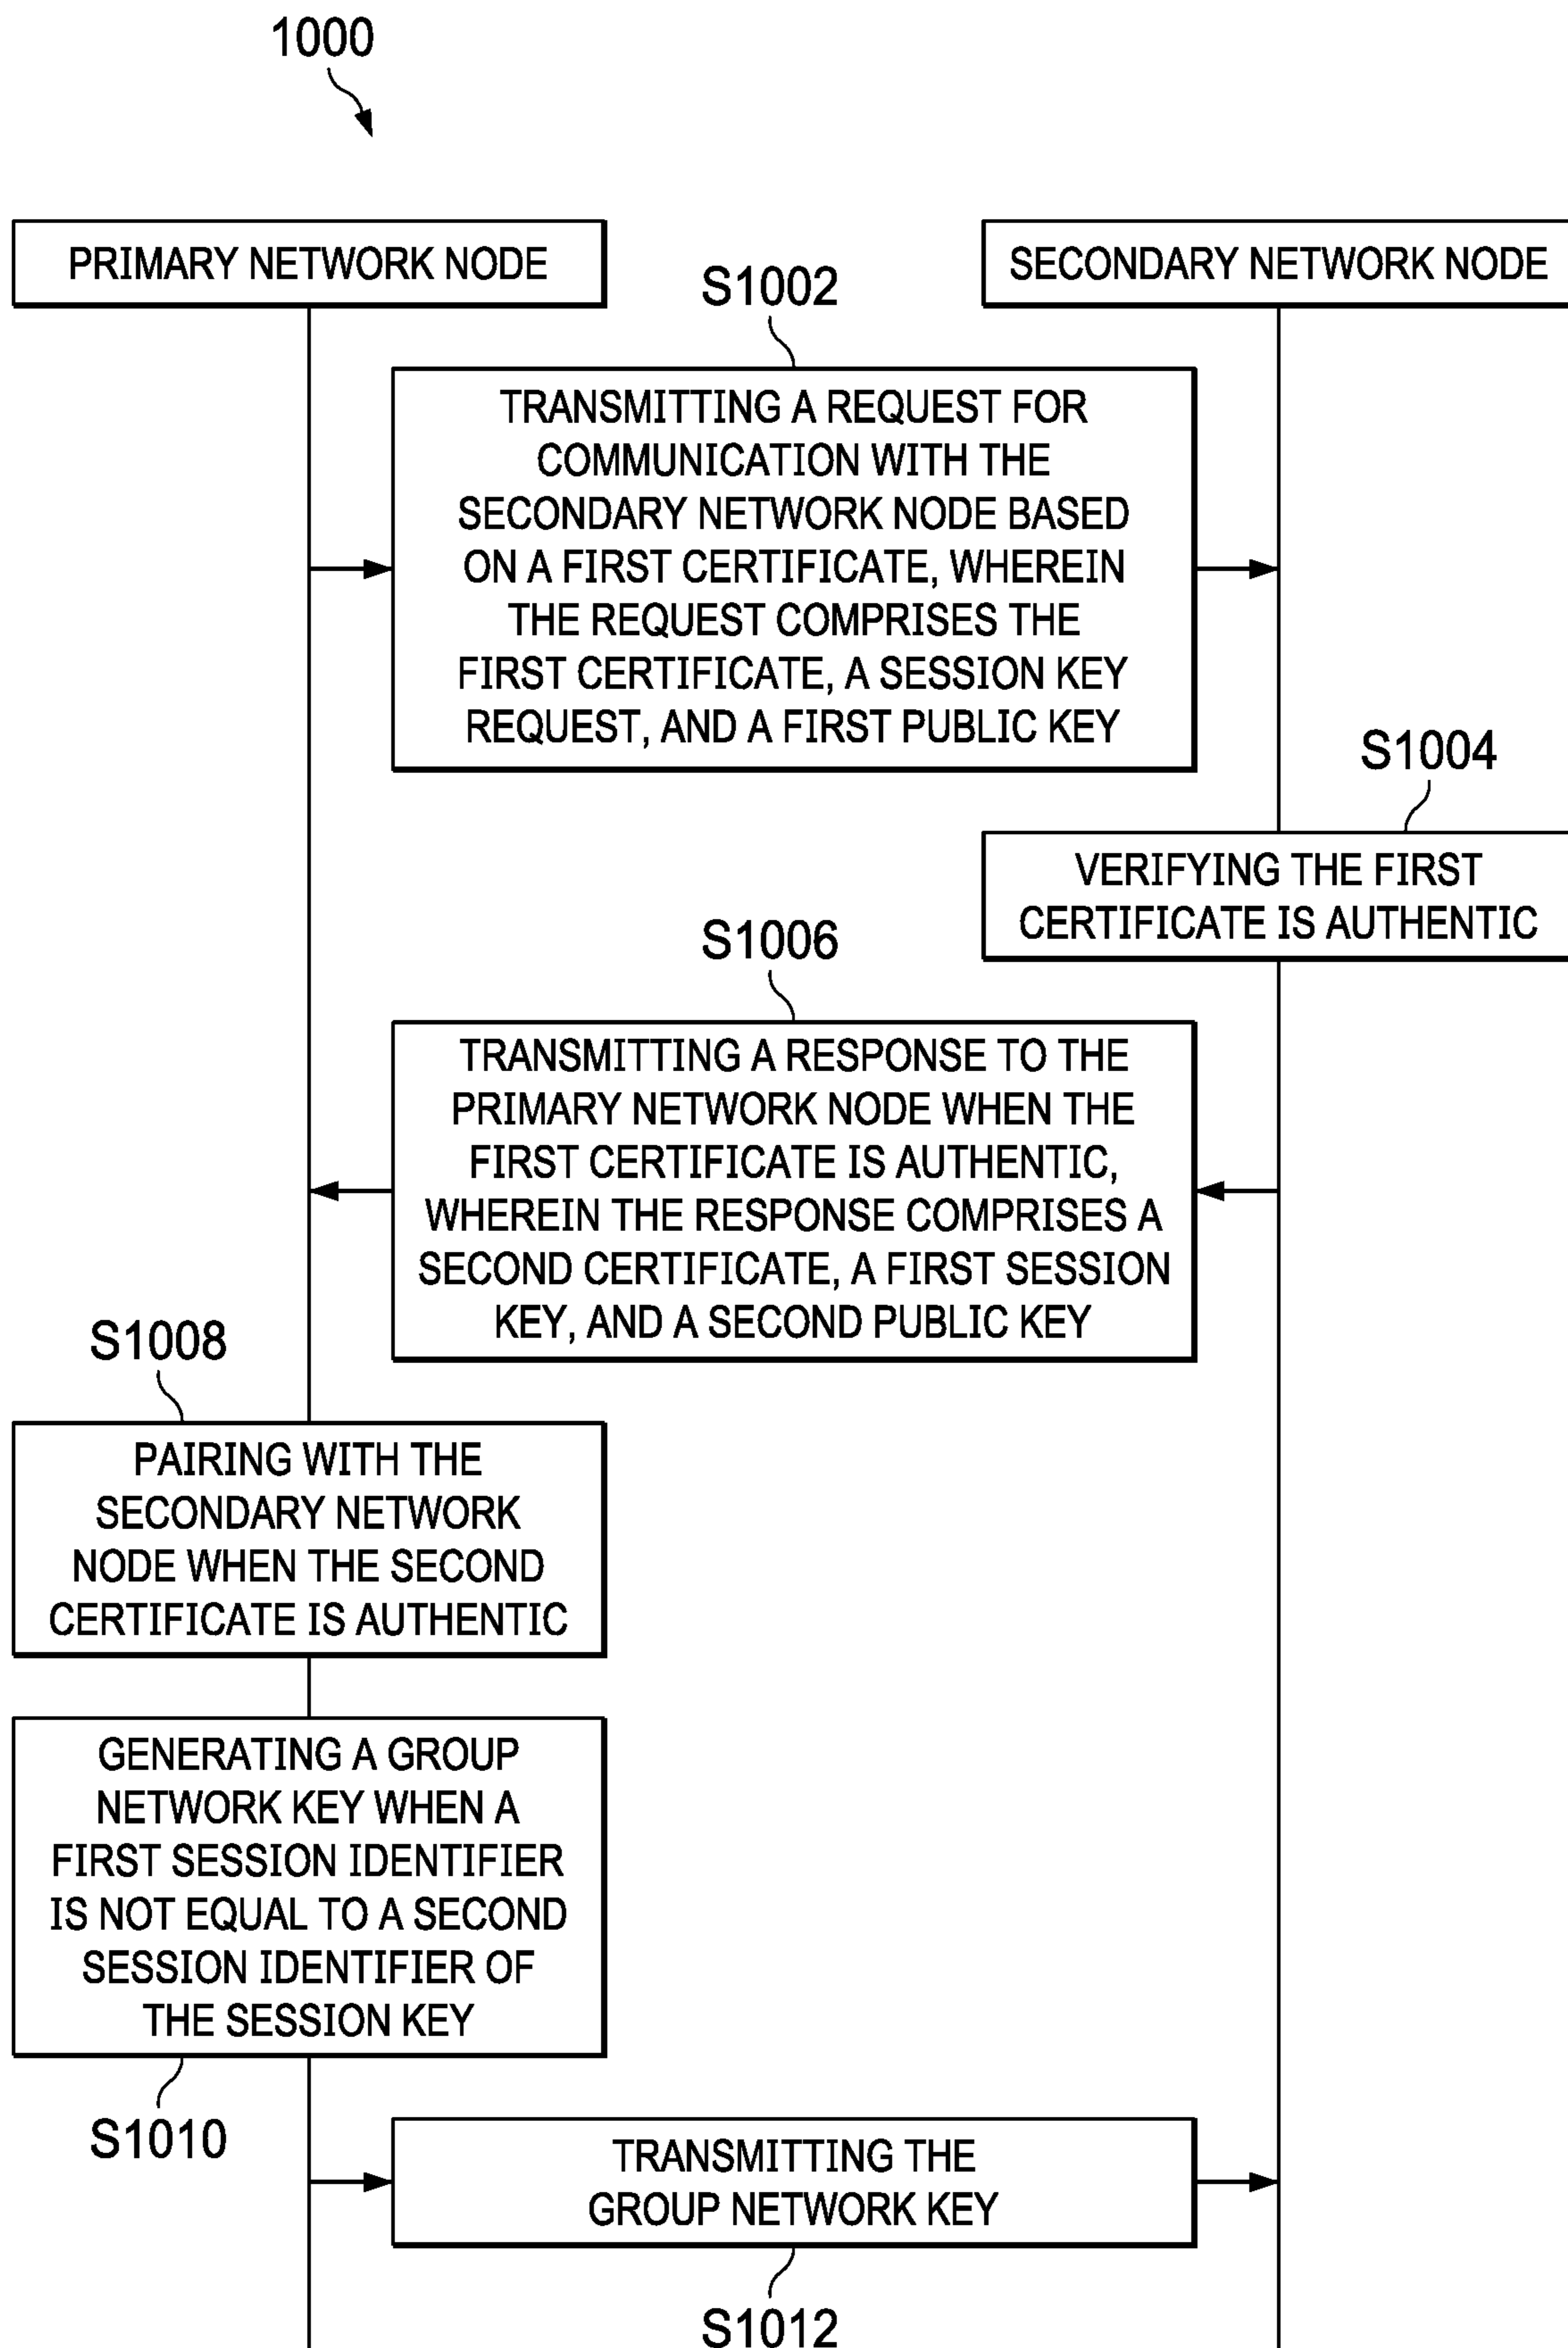 1000
PRIMARY NETWORK NODE
SECONDARY NETWORK NODE
S1002
TRANSMITTING A REQUEST FOR
COMMUNICATION WITH THE
SECONDARY NETWORK NODE BASED
ON A FIRST CERTIFICATE, WHEREIN
THE REQUEST COMPRISES THE
FIRST CERTIFICATE, A SESSION KEY
REQUEST, AND A FIRST PUBLIC KEY
S1004
VERIFYING THE FIRST
CERTIFICATE IS AUTHENTIC
S1006
TRANSMITTING A RESPONSE TO THE
PRIMARY NETWORK NODE WHEN THE
FIRST CERTIFICATE IS AUTHENTIC,
WHEREIN THE RESPONSE COMPRISES A
SECOND CERTIFICATE, A FIRST SESSION
KEY, AND A SECOND PUBLIC KEY
S1008
PAIRING WITH THE
SECONDARY NETWORK
NODE WHEN THE SECOND
CERTIFICATE IS AUTHENTIC
GENERATING A GROUP
NETWORK KEY WHEN A
FIRST SESSION IDENTIFIER
IS NOT EQUAL TO A SECOND
SESSION IDENTIFIER OF
THE SESSION KEY
S1010
TRANSMITTING THE
GROUP NETWORK KEY
S1012